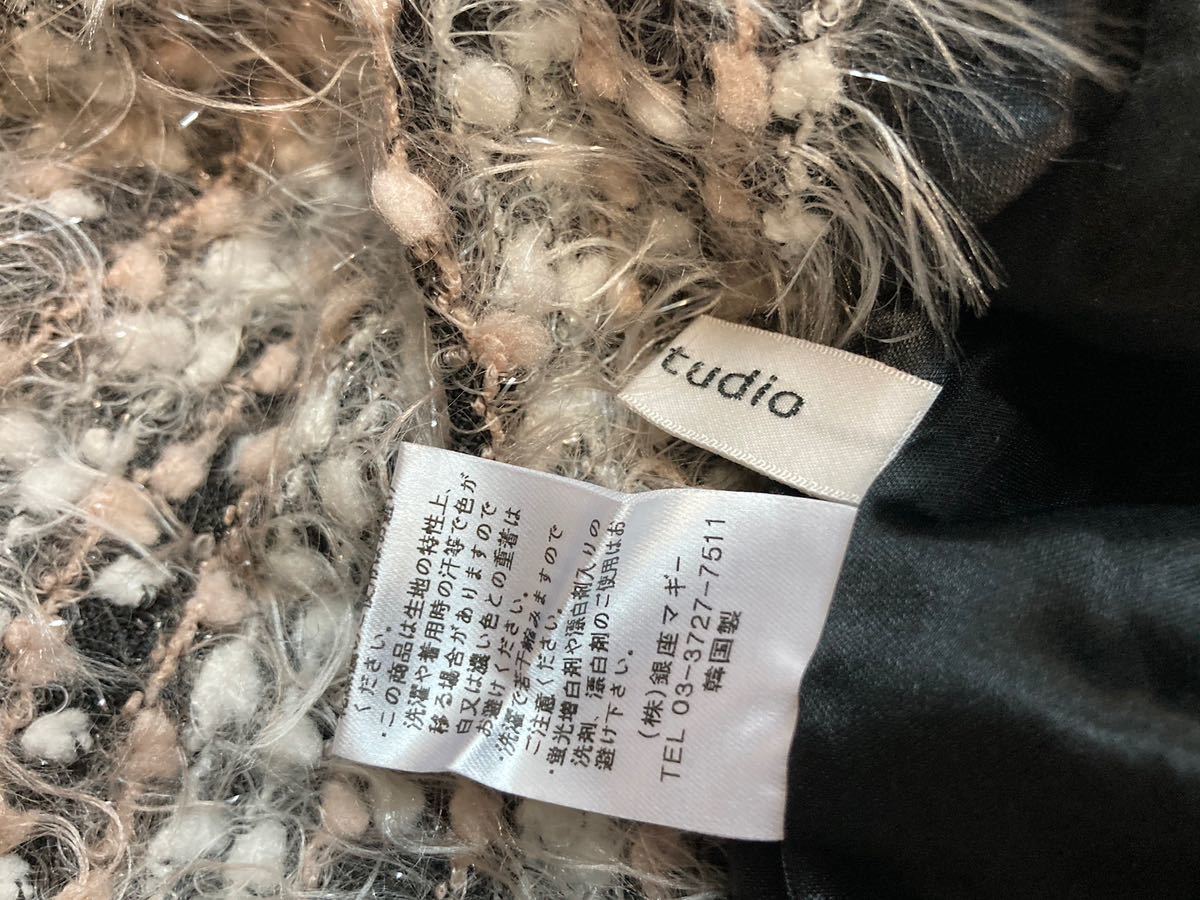 tudio
ください。
・この商品は生地の特性上、
洗濯や着用時の汗等で色が
移る場合がありますので
白又は濃い色との重着は
お避けください。
・洗濯で若干縮みますので
ご注意ください。
・蛍光増白剤や漂白剤入りの
洗剤、漂白剤のご使用はお
避け下さい。
(株)銀座マギー
TEL 03-3727-7511
韓国製